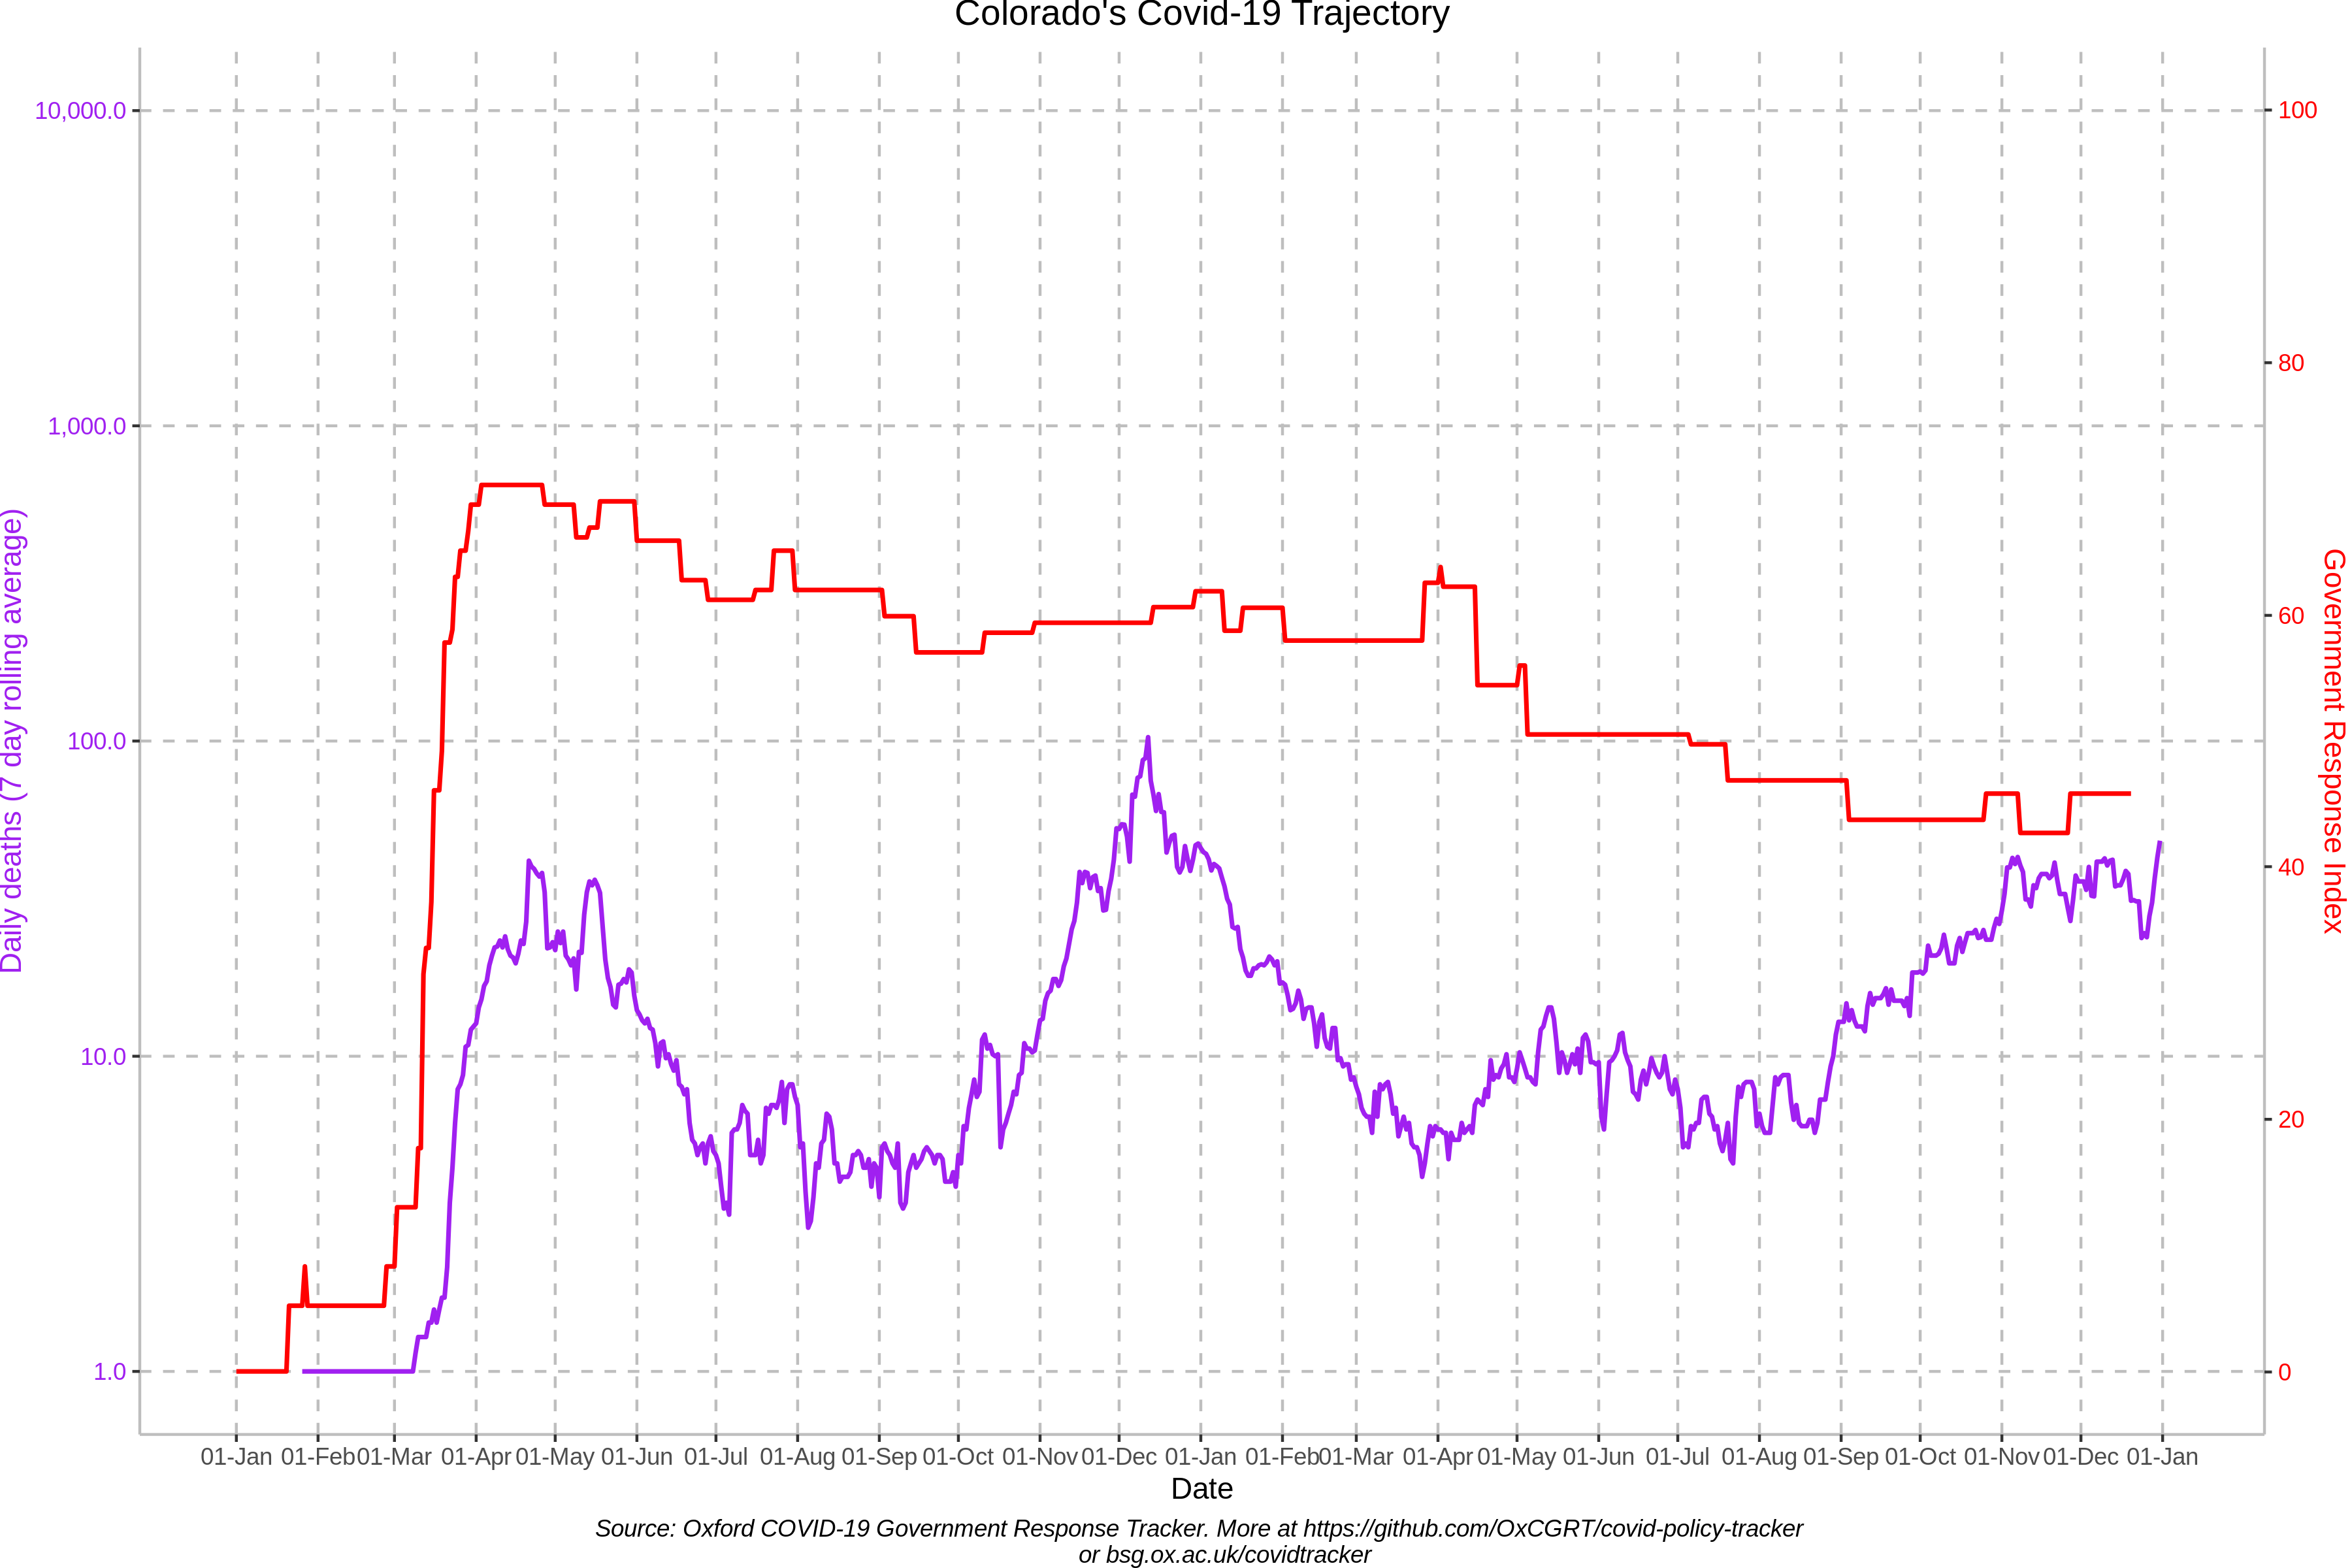 Colorado's Covid-19 Trajectory
Daily deaths (7 day rolling average)
10,000.0
1,000.0
100.0
10.0
1.0
100
80
60
40
20
0
Government Response Index
01-Jan 01-Feb 01-Mar 01-Apr 01-May 01-Jun 01-Jul 01-Aug 01-Sep 01-Oct 01-Nov 01-Dec 01-Jan 01-Feb 01-Mar 01-Apr 01-May 01-Jun 01-Jul 01-Aug 01-Sep 01-Oct 01-Nov 01-Dec 01-Jan
Date
Source: Oxford COVID-19 Government Response Tracker. More at https://github.com/OxCGRT/covid-policy-tracker
or bsg.ox.ac.uk/covidtracker